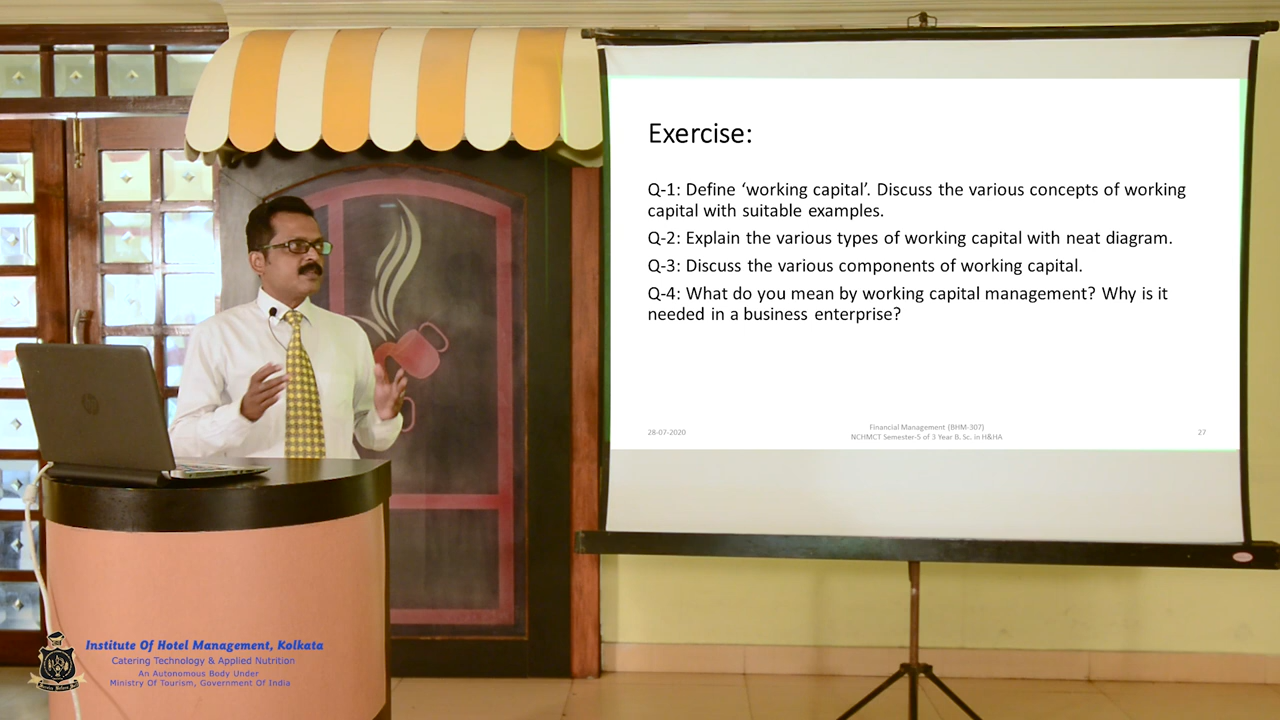 Exercise:
Q-1: Define ‘working capital’. Discuss the various concepts of working
capital with suitable examples.
Q-2: Explain the various types of working capital with neat diagram.
Q-3: Discuss the various components of working capital.
Q-4: What do you mean by working capital management? Why is it
needed in a business enterprise?
28-07-2020
Financial Management (BHM-307)
NCHMCT Semester-5 of 3 Year B. Sc. in H&HA
27
Institute Of Hotel Management, Kolkata
Catering Technology & Applied Nutrition
An Autonomous Body Under
Ministry Of Tourism, Government Of India